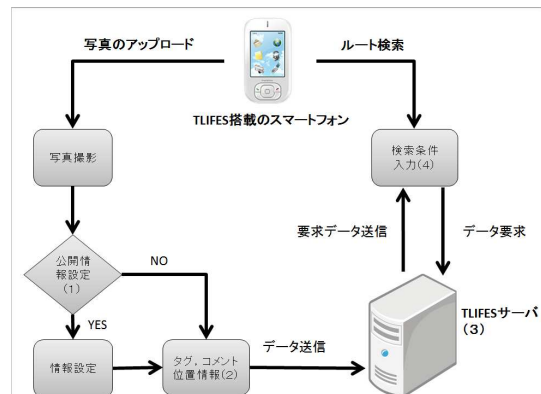 写真のアップロード
ルート検索
TLIFES搭載のスマートフォン
写真撮影
検索条件
入力(4)
要求データ送信
データ要求
公開情
報設定
(1)
NO
YES
TLIFESサーバ
(3)
情報設定
タグ，コメント
位置情報(2)
データ送信